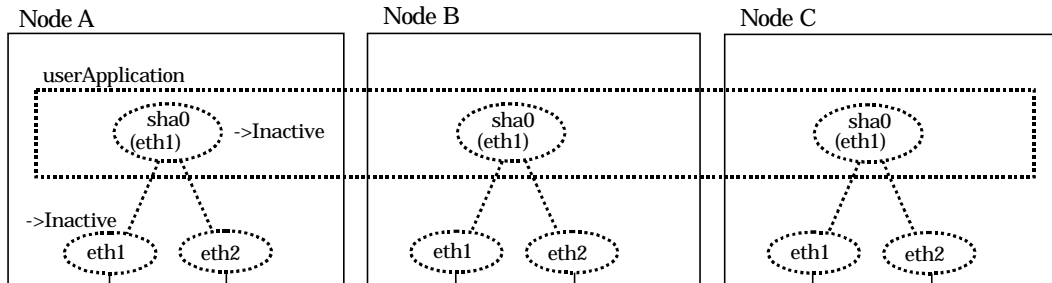 Node A
Node B
Node C
userApplication
sha0
(eth1)
->Inactive
sha0
(eth1)
sha0
(eth1)
->Inactive
eth1
eth2
eth1
eth2
eth1
eth2